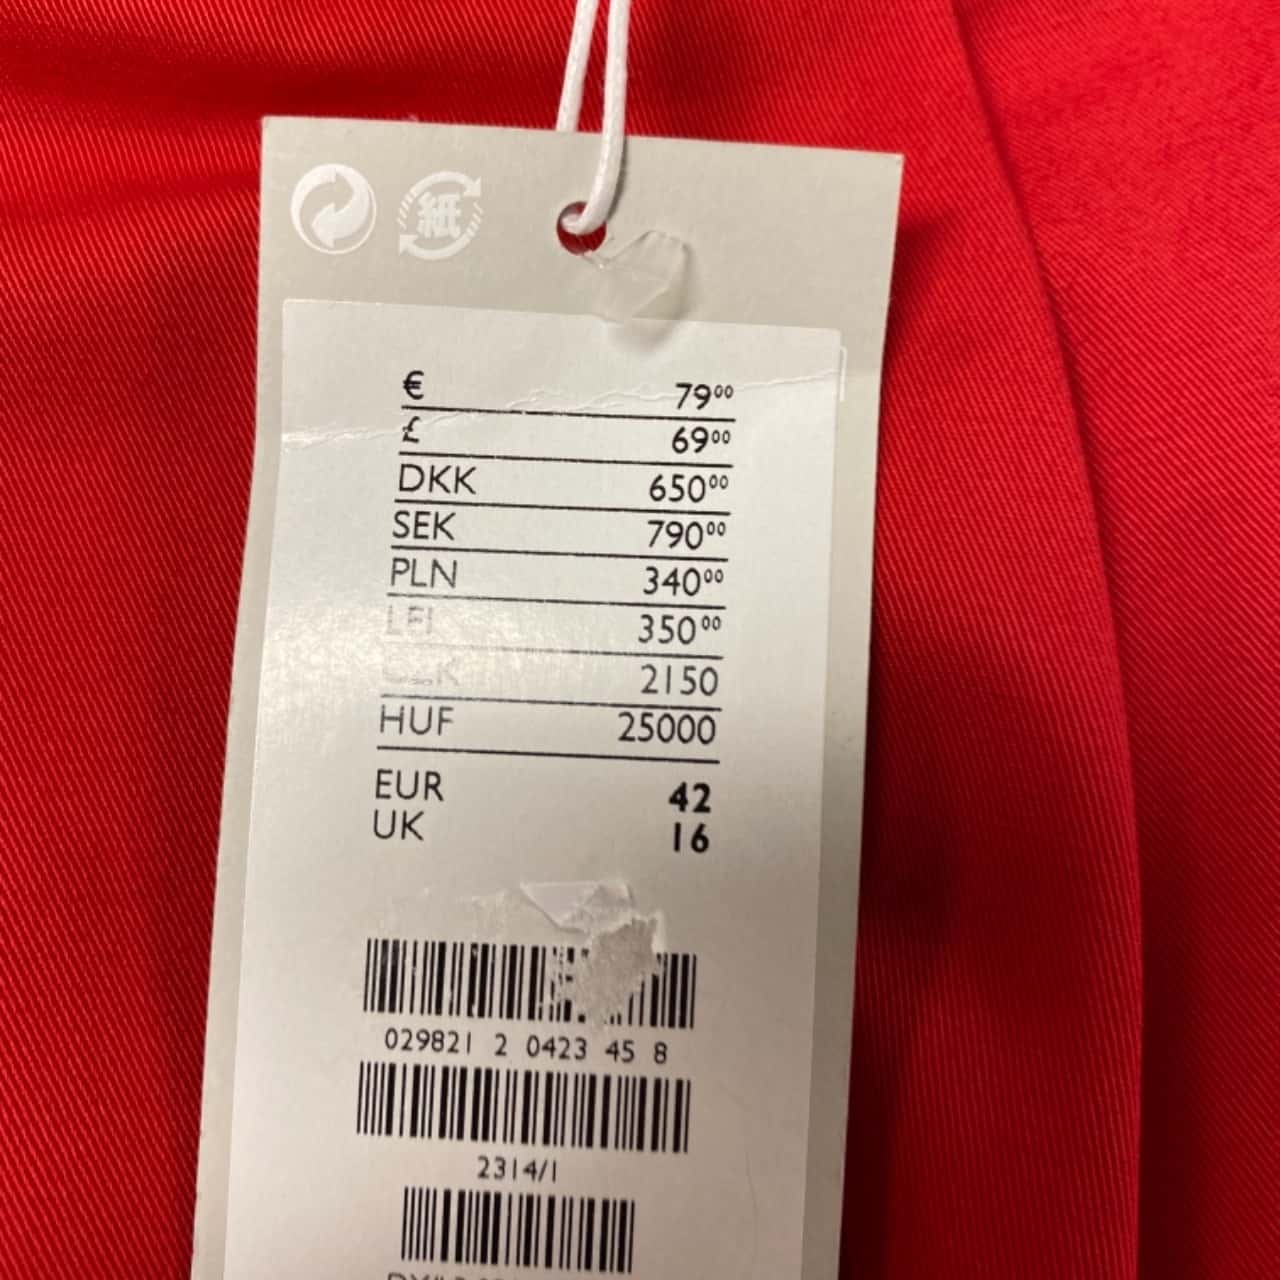 紙
€ 79⁰⁰
£ 69⁰⁰
DKK 650⁰⁰
SEK 790⁰⁰
PLN 340⁰⁰
LEI 350⁰⁰
2150
HUF 25000
EUR 42
UK 16
029821 2 0423 45 8
2314/1